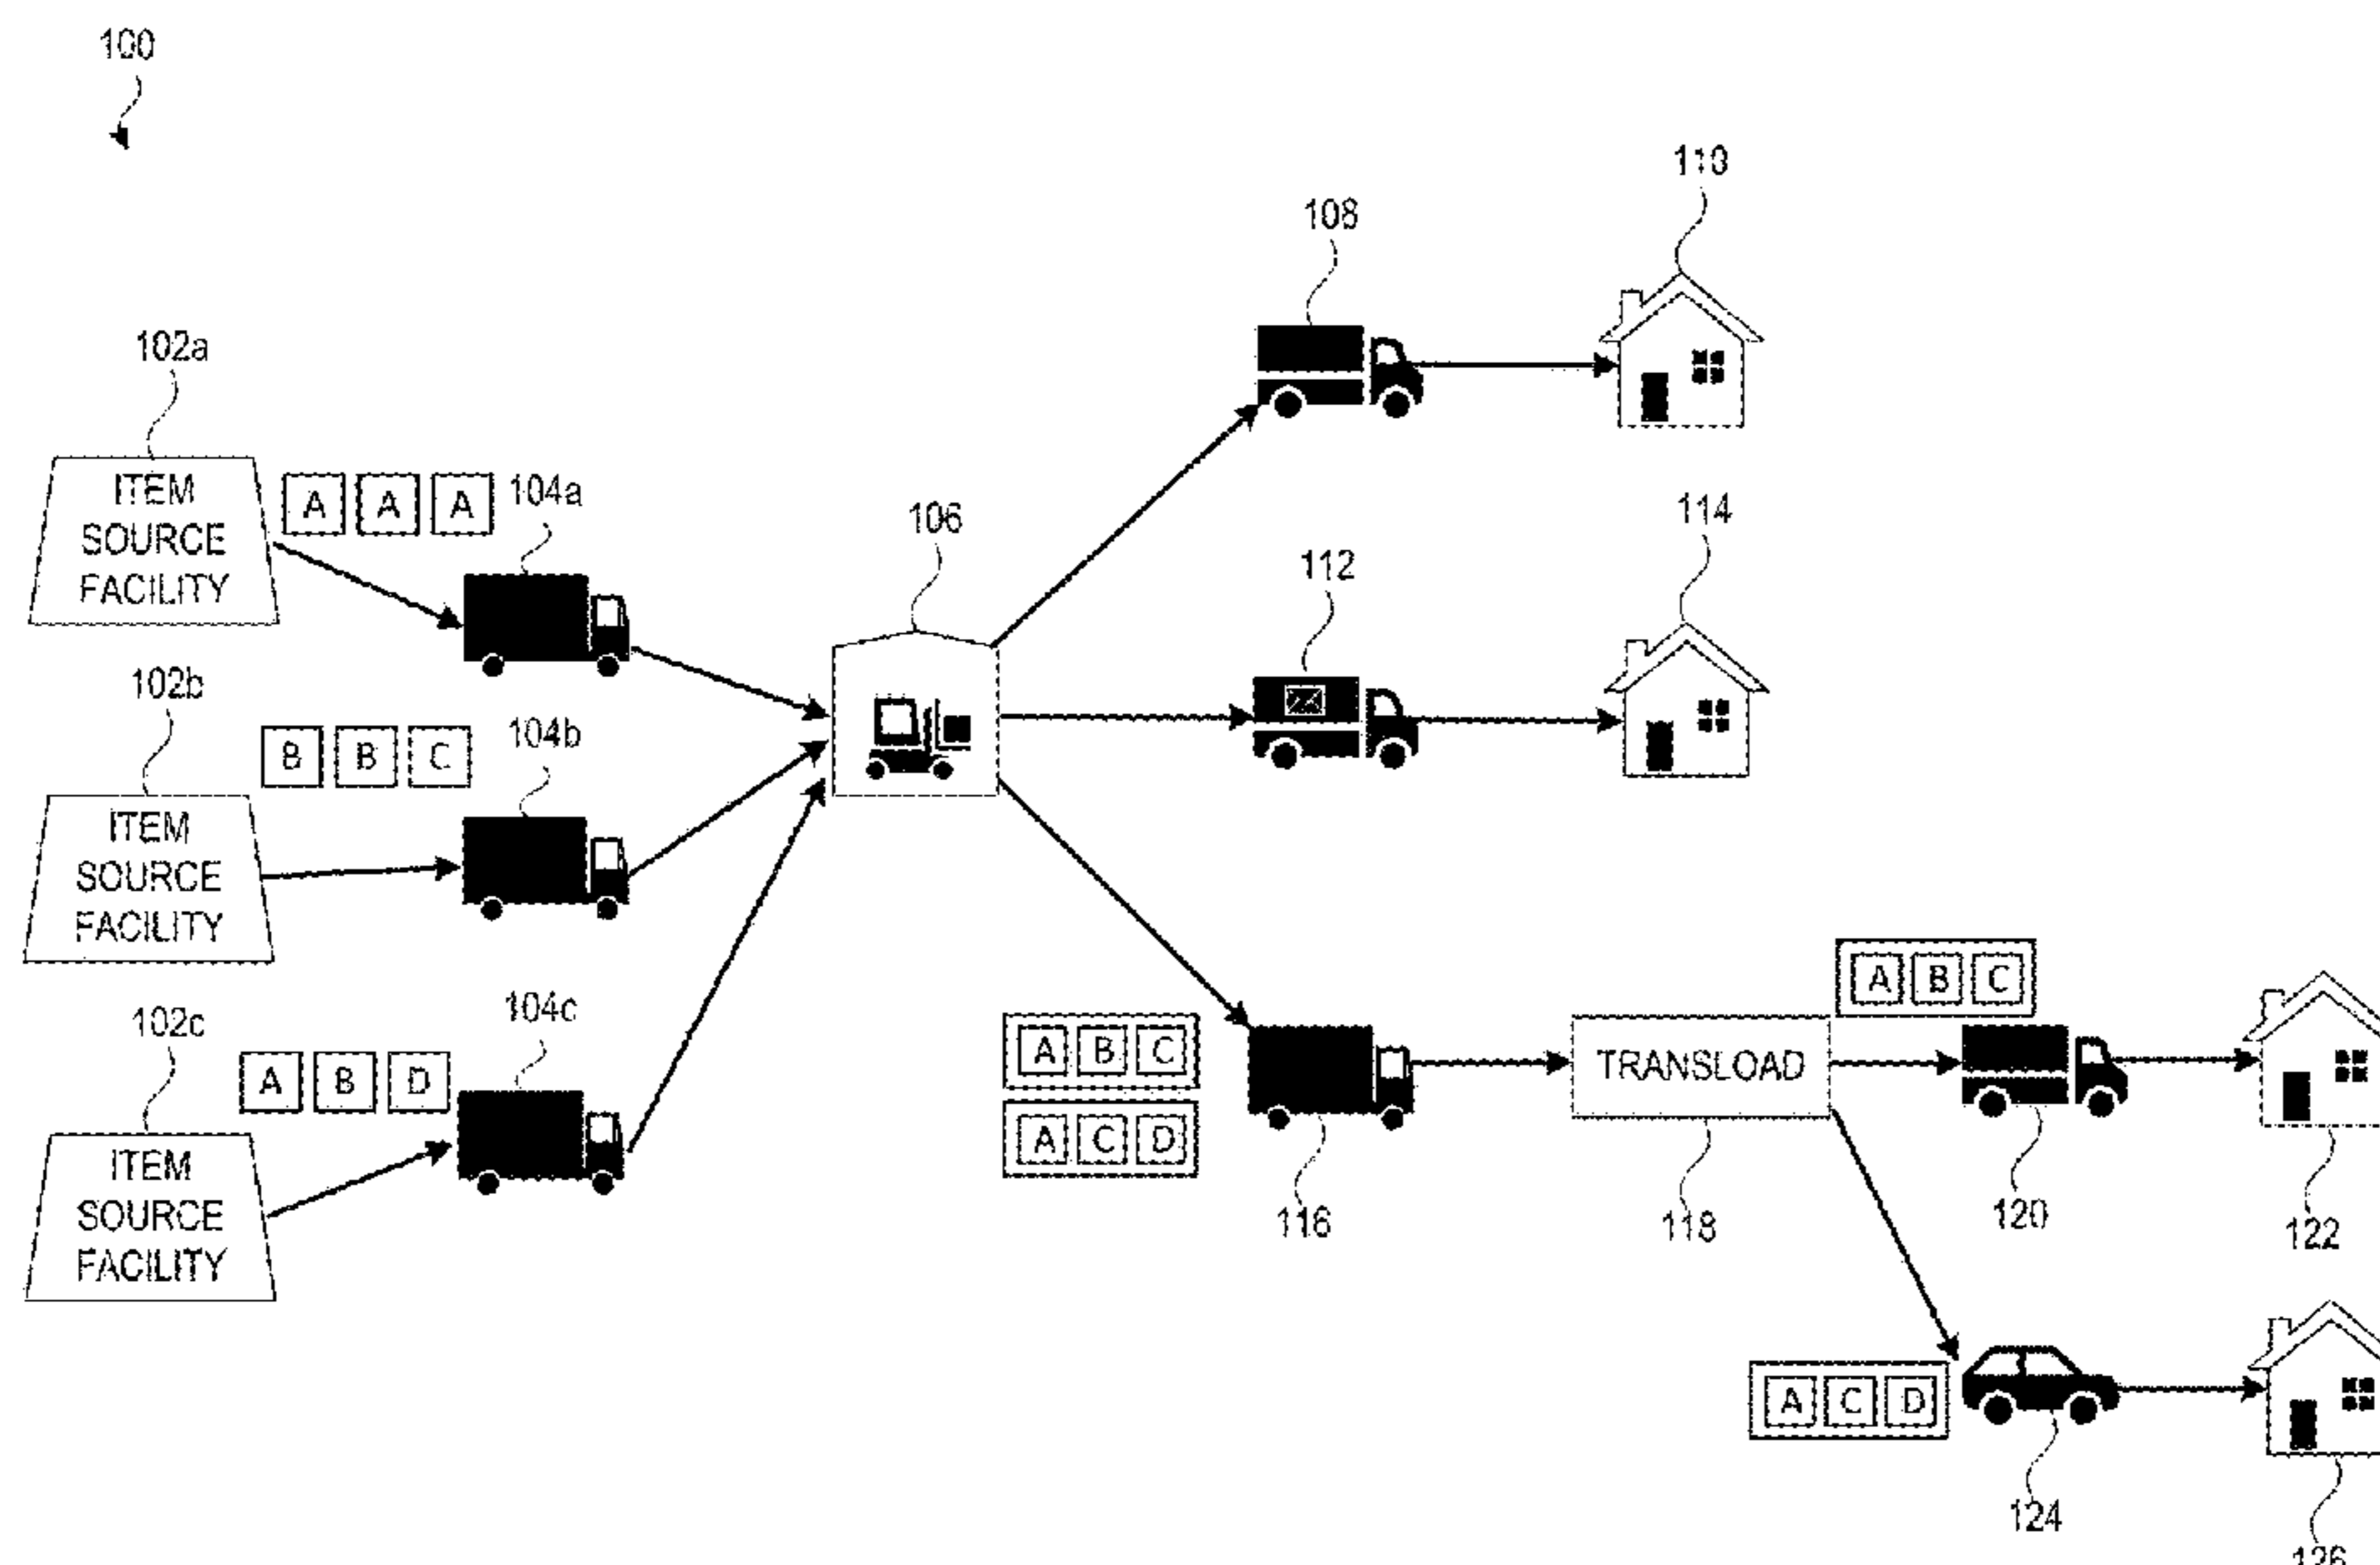 100
110
108
102a
ITEM
SOURCE
FACILITY
A A A
104a
106
114
112
102b
B B C
104b
ITEM
SOURCE
FACILITY
102c
A B D
104c
ITEM
SOURCE
FACILITY
A B C
A C D
116
TRANSLOAD
118
A B C
120
122
A C D
124
126